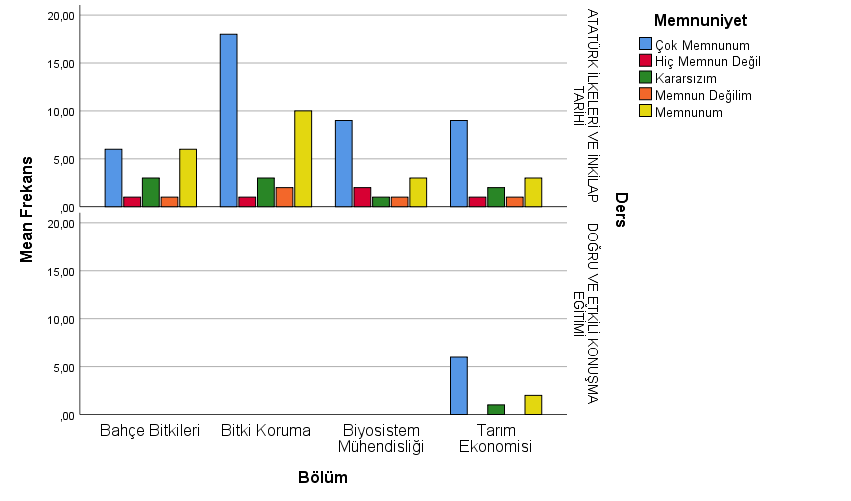 Mean Frekans
20,00
15,00
10,00
5,00
,00
20,00
15,00
10,00
5,00
,00
ATATÜRK İLKELERİ VE İNKILAP
TARİHİ
DOĞRU VE ETKİLİ KONUŞMA
EĞİTİMİ
Ders
Bahçe Bitkileri
Bitki Koruma
Biyosistem
Mühendisliği
Tarım
Ekonomisi
Bölüm
Memnuniyet
Çok Memnunum
Hiç Memnun Değil
Kararsızım
Memnun Değilim
Memnunum